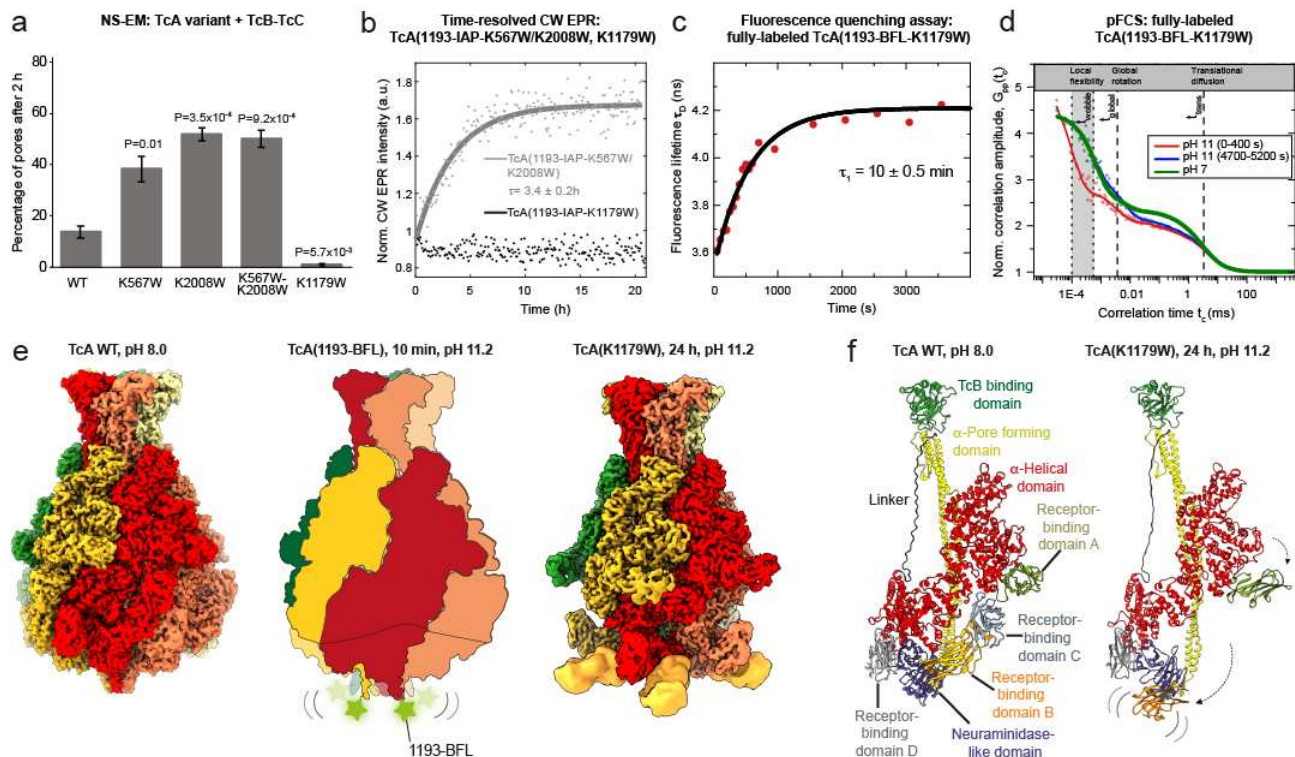 a
NS-EM: TcA variant + TcB-TcC
Percentage of pores after 2 h
80
60
40
20
0
P=0.01
P=3.5x10⁻⁴
P=9.2x10⁻⁴
P=5.7x10⁻³
WT
K567W
K2008W
K567W-
K2008W
K1179W
b
Time-resolved CW EPR:
TcA(1193-IAP-K567W/K2008W, K1179W)
Norm. CW EPR intensity (a.u.)
1.8
1.6
1.4
1.2
1
0.8
TcA(1193-IAP-K567W/
K2008W)
τ= 3.4 ± 0.2h
TcA(1193-IAP-K1179W)
0 5 10 15 20
Time (h)
c
Fluorescence quenching assay:
fully-labeled TcA(1193-BFL-K1179W)
Fluorescence lifetime τD (ns)
4.2
4.0
3.8
3.6
τ₁ = 10 ± 0.5 min
0 1000 2000 3000
Time (s)
d
pFCS: fully-labeled
TcA(1193-BFL-K1179W)
Norm. correlation amplitude, Gpp(tc)
5
4
3
2
1
Local
flexibility
Global
rotation
Translational
diffusion
wobble
global
trans
pH 11 (0-400 s)
pH 11 (4700-5200 s)
pH 7
1E-4 0.01 1 100
Correlation time tc (ms)
e
TcA WT, pH 8.0
TcA(1193-BFL), 10 min, pH 11.2
TcA(K1179W), 24 h, pH 11.2
1193-BFL
f
TcA WT, pH 8.0
TcA(K1179W), 24 h, pH 11.2
TcB binding
domain
α-Pore forming
domain
α-Helical
domain
Linker
Receptor-
binding
domain A
Receptor-
binding
domain C
Receptor-
binding
domain B
Receptor-
binding
domain D
Neuraminidase-
like domain